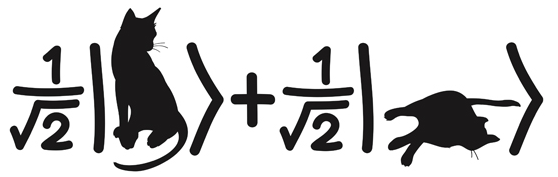 1/√2 | ⟩ + 1/√2 | ⟩